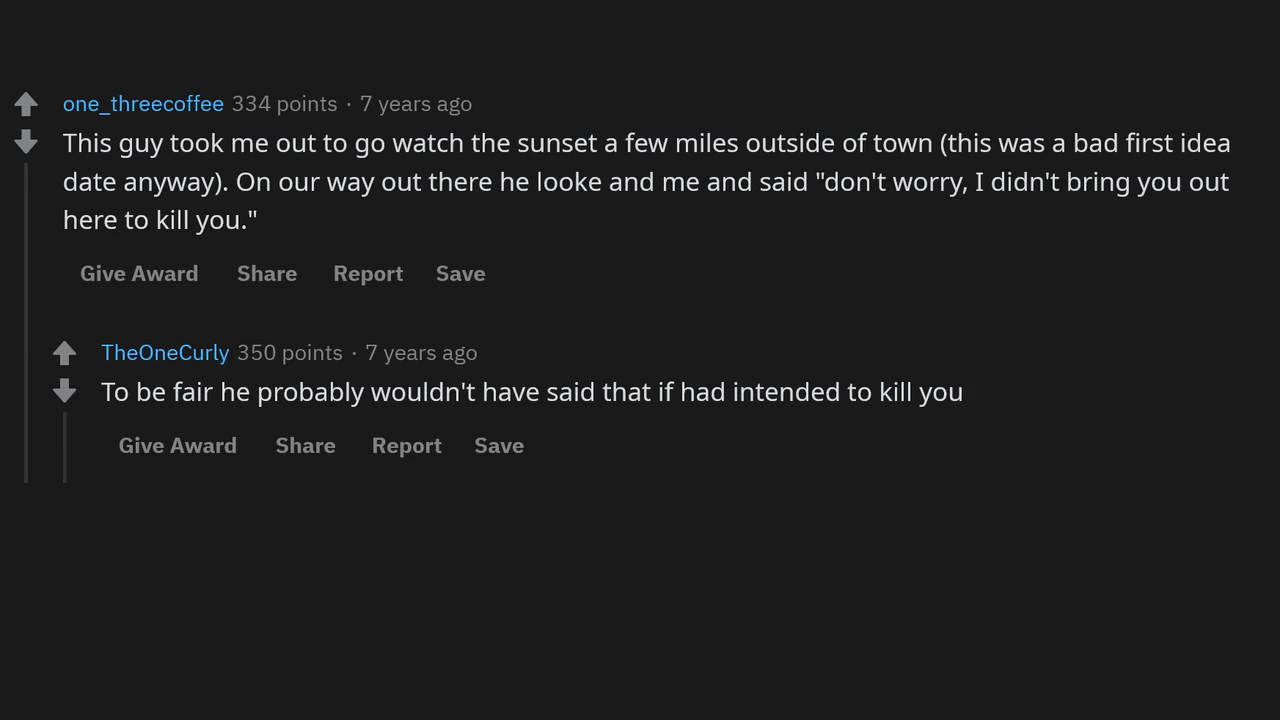 one_threecoffee 334 points · 7 years ago
This guy took me out to go watch the sunset a few miles outside of town (this was a bad first idea
date anyway). On our way out there he looke and me and said "don't worry, I didn't bring you out
here to kill you."
Give Award Share Report Save
TheOneCurly 350 points · 7 years ago
To be fair he probably wouldn't have said that if had intended to kill you
Give Award Share Report Save